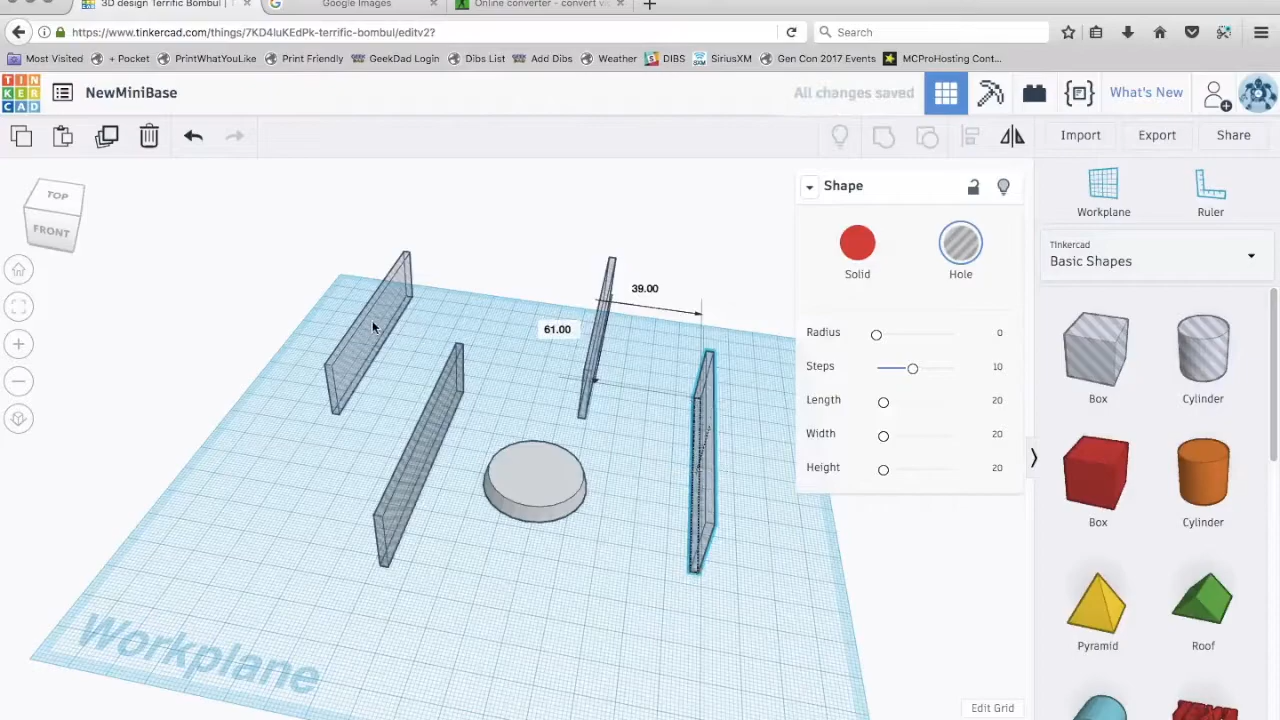 3D design Terrific Bombul |
Google Images
Online converter - convert v
https://www.tinkercad.com/things/7KD4luKEdPk-terrific-bombul/editv2?
Search
Most Visited
+ Pocket
PrintWhatYouLike
Print Friendly
GeekDad Login
Dibs List
Add Dibs
Weather
DIBS
SiriusXM
Gen Con 2017 Events
MCProHosting Cont...
TIN
KER
CAD
NewMiniBase
All changes saved
What's New
Import
Export
Share
TOP
FRONT
Shape
Solid
Hole
Radius
0
Steps
10
Length
20
Width
20
Height
20
39.00
61.00
Workplane
Workplane
Ruler
Tinkercad
Basic Shapes
Box
Cylinder
Box
Cylinder
Pyramid
Roof
Edit Grid